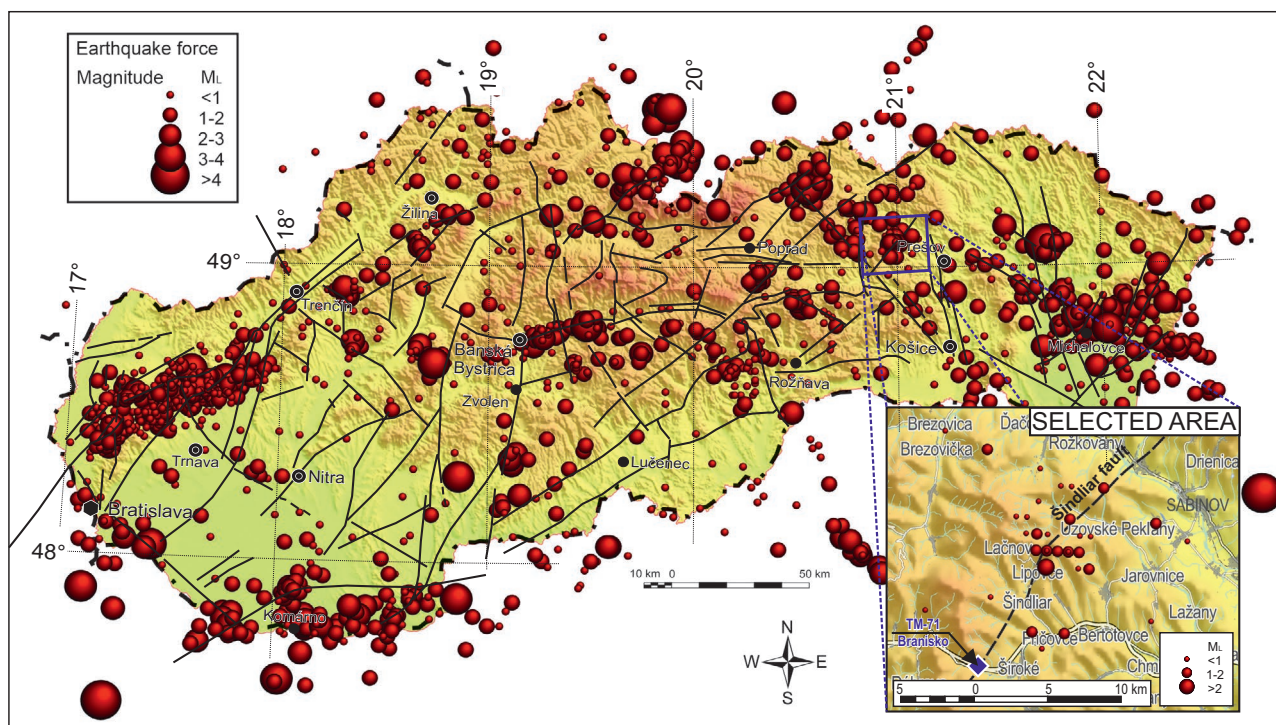 Earthquake force
Magnitude ML
<1
1-2
2-3
3-4
>4
17°
18°
19°
20°
21°
22°
49°
48°
Žilina
Poprad
Prešov
Trenčín
Banská
Bystrica
Košice
Michalovce
Rožňava
Zvolen
Trnava
Nitra
Lučenec
Bratislava
Komárno
10 km 0 50 km
N
W E
S
SELECTED AREA
Brezovica
Brezovička
Rožkovany
Drienica
Šindliar fault
SABINOV
Uzovské Pekľany
Lačnov
Lipovce
Jarovnice
Šindliar
Lažany
TM-71
Branisko
Fričovce
Bertotovce
Široké
5 0 5 10 km
ML
<1
1-2
>2